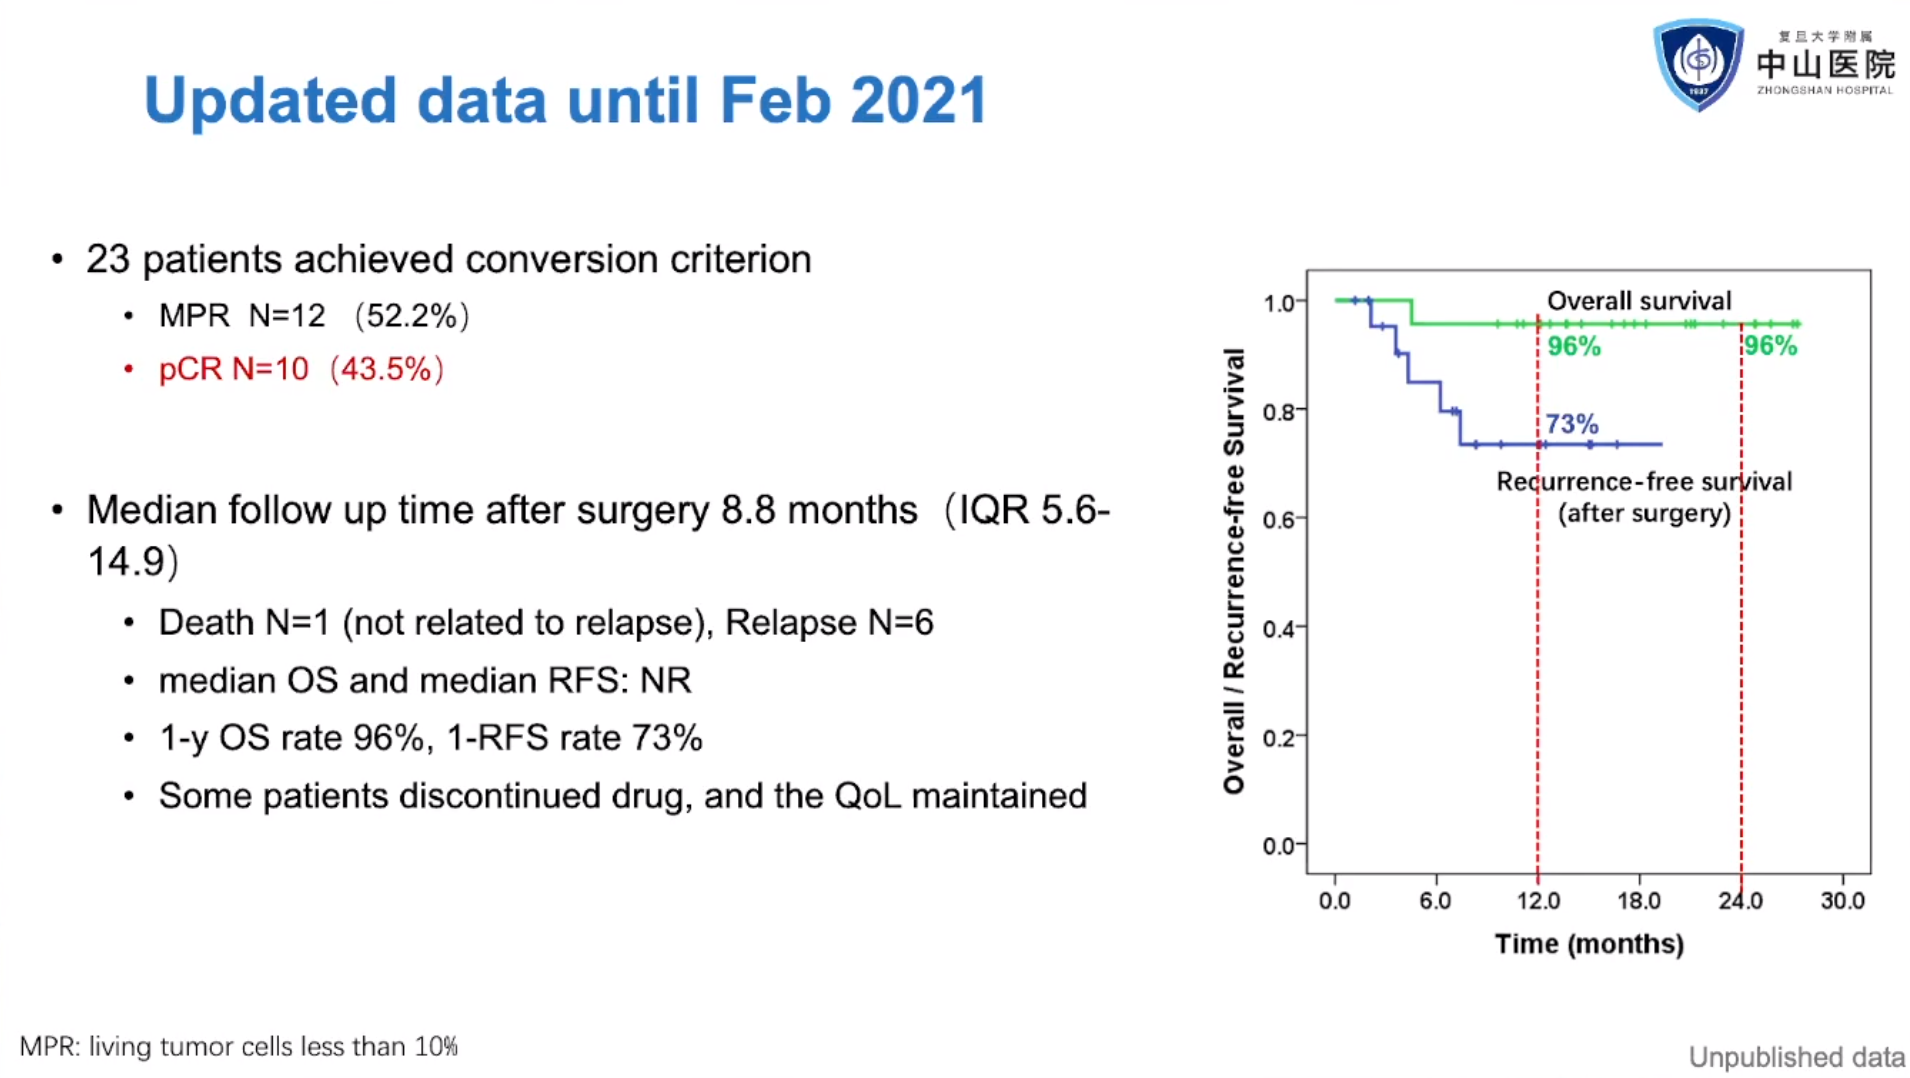 复旦大学附属
中山医院
ZHONGSHAN HOSPITAL
1937
Updated data until Feb 2021
• 23 patients achieved conversion criterion
• MPR N=12 （52.2%）
• pCR N=10（43.5%）
• Median follow up time after surgery 8.8 months（IQR 5.6-
14.9）
• Death N=1 (not related to relapse), Relapse N=6
• median OS and median RFS: NR
• 1-y OS rate 96%, 1-RFS rate 73%
• Some patients discontinued drug, and the QoL maintained
Overall / Recurrence-free Survival
1.0
0.8
0.6
0.4
0.2
0.0
Overall survival
96%
96%
73%
Recurrence-free survival
(after surgery)
0.0 6.0 12.0 18.0 24.0 30.0
Time (months)
MPR: living tumor cells less than 10%
Unpublished data